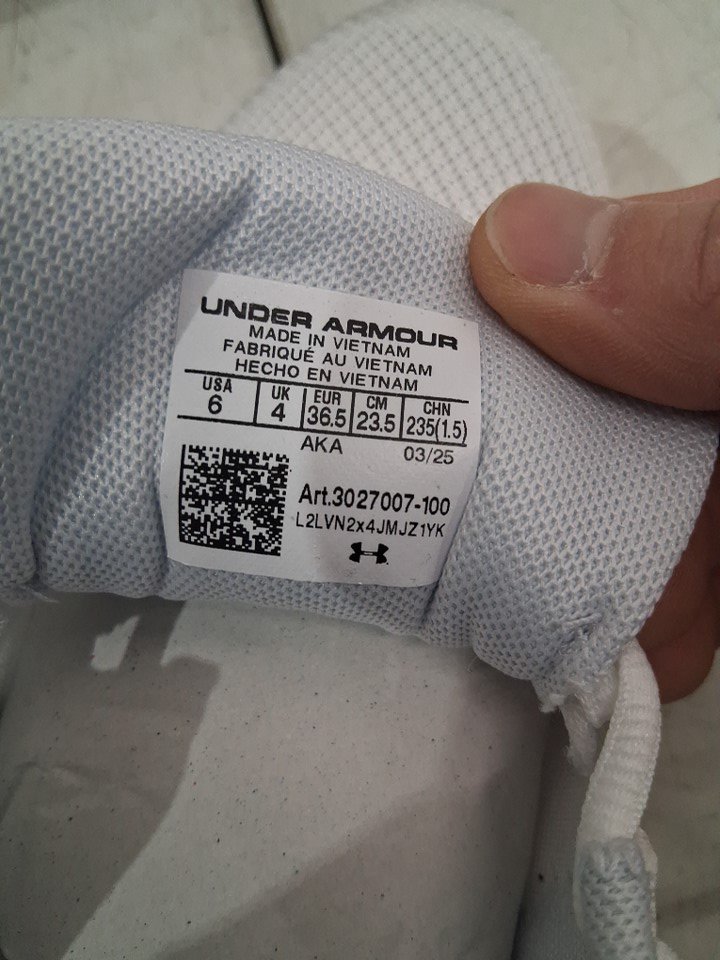 UNDER ARMOUR
MADE IN VIETNAM
FABRIQUÉ AU VIETNAM
HECHO EN VIETNAM
USA UK EUR CM CHN
6 4 36.5 23.5 235(1.5)
AKA 03/25
Art.3027007-100
L2LVN2x4JMJZ1YK